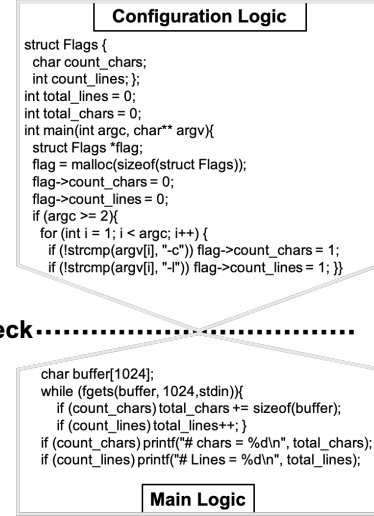 Configuration Logic
struct Flags {
char count_chars;
int count_lines; };
int total_lines = 0;
int total_chars = 0;
int main(int argc, char** argv){
struct Flags *flag;
flag = malloc(sizeof(struct Flags));
flag->count_chars = 0;
flag->count_lines = 0;
if (argc >= 2){
for (int i = 1; i < argc; i++) {
if (!strcmp(argv[i], "-c")) flag->count_chars = 1;
if (!strcmp(argv[i], "-l")) flag->count_lines = 1; }}
eck
char buffer[1024];
while (fgets(buffer, 1024,stdin)){
if (count_chars) total_chars += sizeof(buffer);
if (count_lines) total_lines++; }
if (count_chars) printf("# chars = %d\n", total_chars);
if (count_lines) printf("# Lines = %d\n", total_lines);
Main Logic